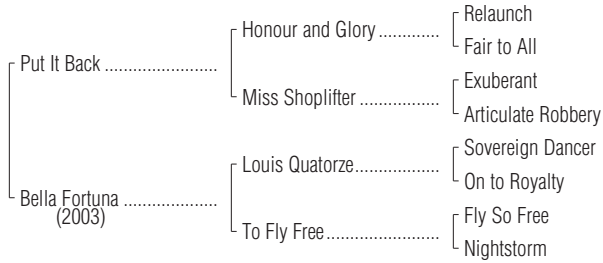 Relaunch
Honour and Glory .............
Fair to All
Put It Back .......................
Exuberant
Miss Shoplifter .................
Articulate Robbery
Sovereign Dancer
Louis Quatorze..................
On to Royalty
Bella Fortuna ...................
(2003)
Fly So Free
To Fly Free........................
Nightstorm